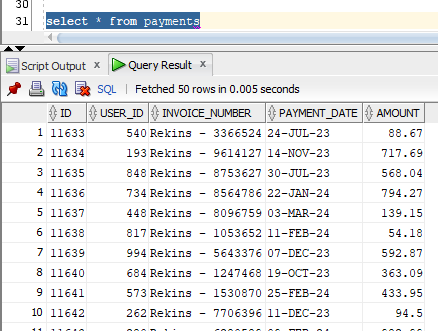 30
31 select * from payments
Script Output x Query Result x
SQL | Fetched 50 rows in 0.005 seconds
ID USER_ID INVOICE_NUMBER PAYMENT_DATE AMOUNT
1 11633 540 Rekins - 3366524 24-JUL-23 88.67
2 11634 193 Rekins - 9614127 14-NOV-23 717.69
3 11635 848 Rekins - 8753627 30-JUL-23 568.04
4 11636 734 Rekins - 8564786 22-JAN-24 794.27
5 11637 448 Rekins - 8096759 03-MAR-24 139.15
6 11638 817 Rekins - 1053652 11-FEB-24 54.18
7 11639 994 Rekins - 5643376 07-DEC-23 592.87
8 11640 684 Rekins - 1247468 19-OCT-23 363.09
9 11641 573 Rekins - 1530870 25-FEB-24 433.95
10 11642 262 Rekins - 7706396 11-DEC-23 94.5